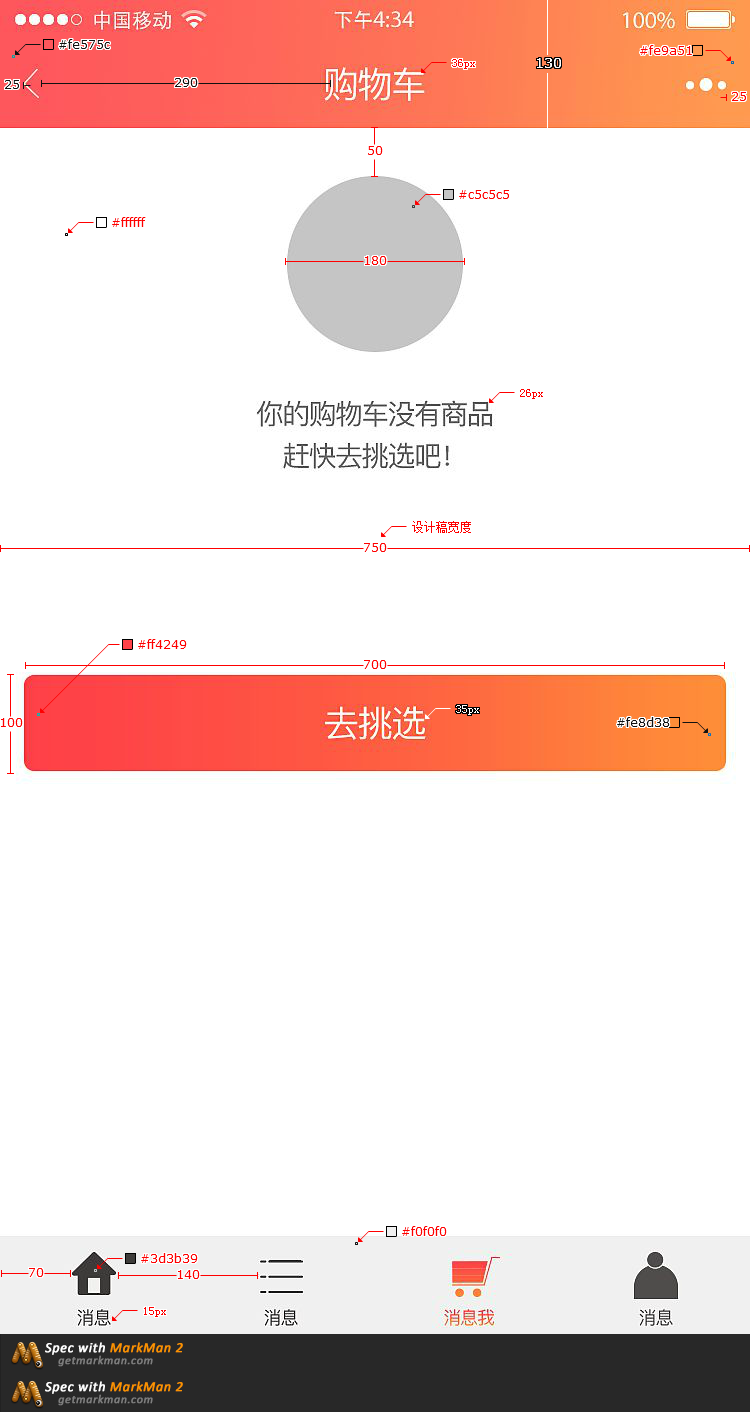 中国移动 下午4:34 100%
#fe575c #fe9a51
36px 130
25 290 购物车 25
50
#c5c5c5
#ffffff
180
26px
你的购物车没有商品
赶快去挑选吧!
设计稿宽度
750
#ff4249
700
100 去挑选 35px #fe8d38
#f0f0f0
#3d3b39
70 140
15px
消息 消息 消息我 消息
Spec with MarkMan 2
getmarkman.com
Spec with MarkMan 2
getmarkman.com